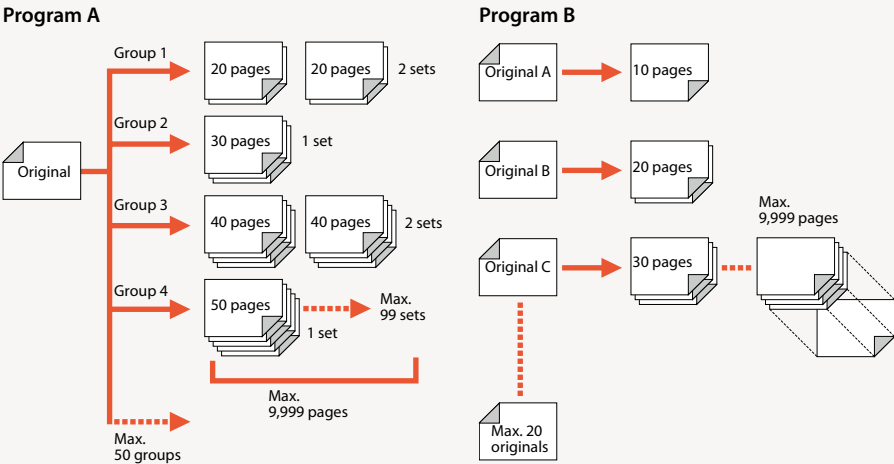 Program A
Group 1
20 pages
20 pages
2 sets
Group 2
30 pages
1 set
Original
Group 3
40 pages
40 pages
2 sets
Group 4
50 pages
1 set
Max.
99 sets
Max.
9,999 pages
Max.
50 groups
Program B
Original A
10 pages
Original B
20 pages
Original C
30 pages
Max.
9,999 pages
Max. 20
originals